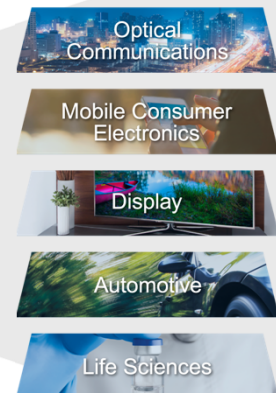 Optical
Communications
Mobile Consumer
Electronics
Display
Automotive
Life Sciences